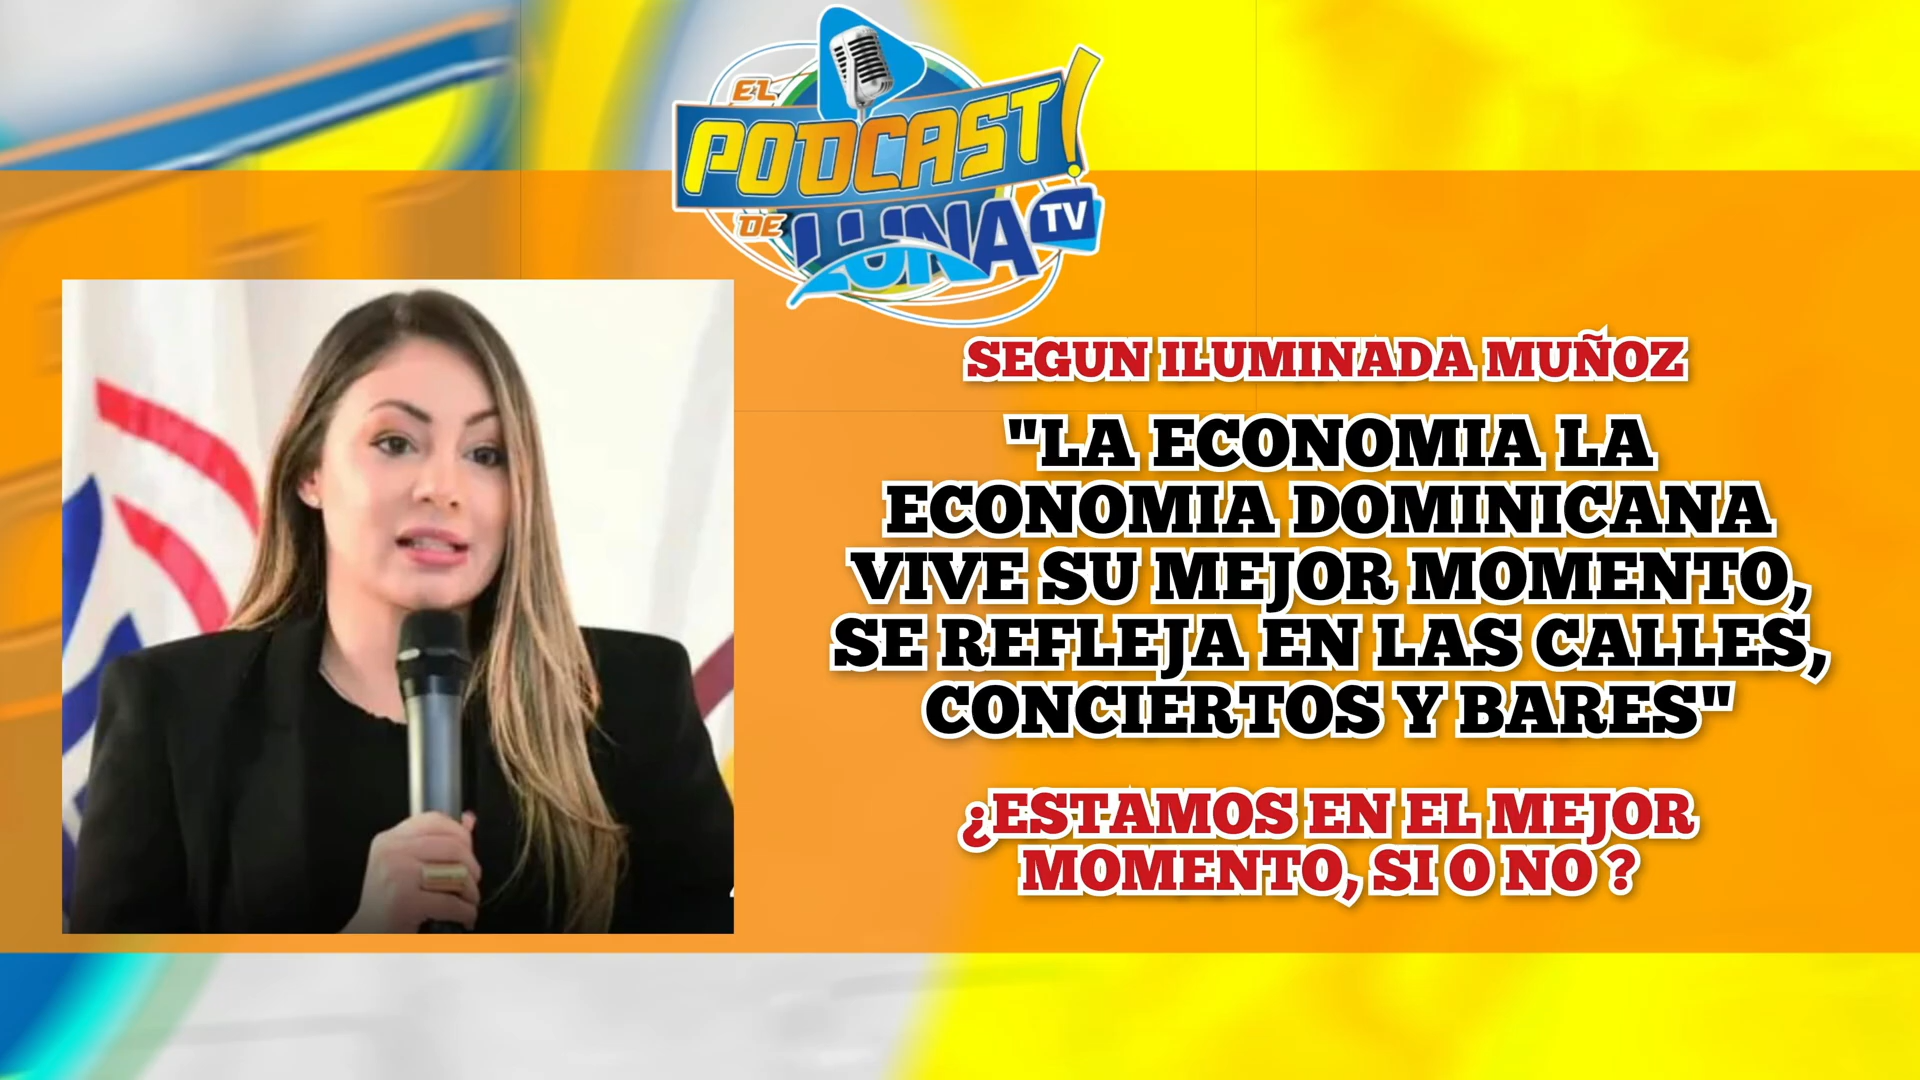 EL
PODCAST!
DE LUNA TV
SEGUN ILUMINADA MUÑOZ
"LA ECONOMIA LA
ECONOMIA DOMINICANA
VIVE SU MEJOR MOMENTO,
SE REFLEJA EN LAS CALLES,
CONCIERTOS Y BARES"
¿ESTAMOS EN EL MEJOR
MOMENTO, SI O NO ?